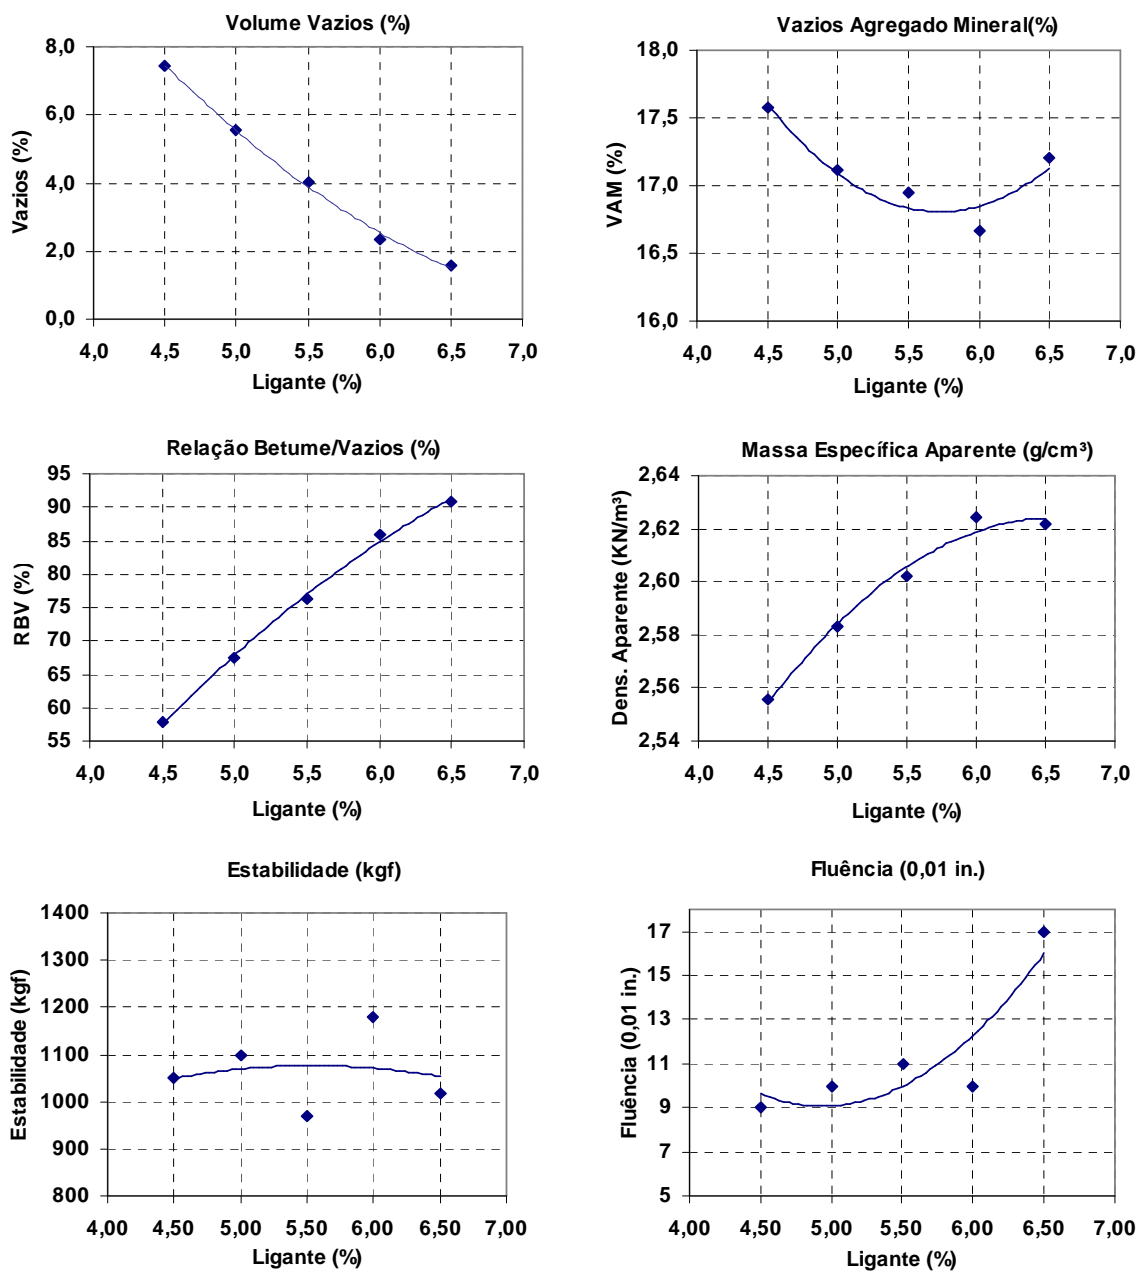 Volume Vazios (%)
8,0
6,0
4,0
2,0
0,0
Vazios (%)
4,0 4,5 5,0 5,5 6,0 6,5 7,0
Ligante (%)
Vazios Agregado Mineral(%)
18,0
17,5
17,0
16,5
16,0
VAM (%)
4,0 4,5 5,0 5,5 6,0 6,5 7,0
Ligante (%)
Relação Betume/Vazios (%)
95
90
85
80
75
70
65
60
55
RBV (%)
4,0 4,5 5,0 5,5 6,0 6,5 7,0
Ligante (%)
Massa Específica Aparente (g/cm³)
2,64
2,62
2,60
2,58
2,56
2,54
Dens. Aparente (KN/m³)
4,0 4,5 5,0 5,5 6,0 6,5 7,0
Ligante (%)
Estabilidade (kgf)
1400
1300
1200
1100
1000
900
800
Estabilidade (kgf)
4,00 4,50 5,00 5,50 6,00 6,50 7,00
Ligante (%)
Fluência (0,01 in.)
17
15
13
11
9
7
5
Fluência (0,01 in.)
4,00 4,50 5,00 5,50 6,00 6,50 7,00
Ligante (%)